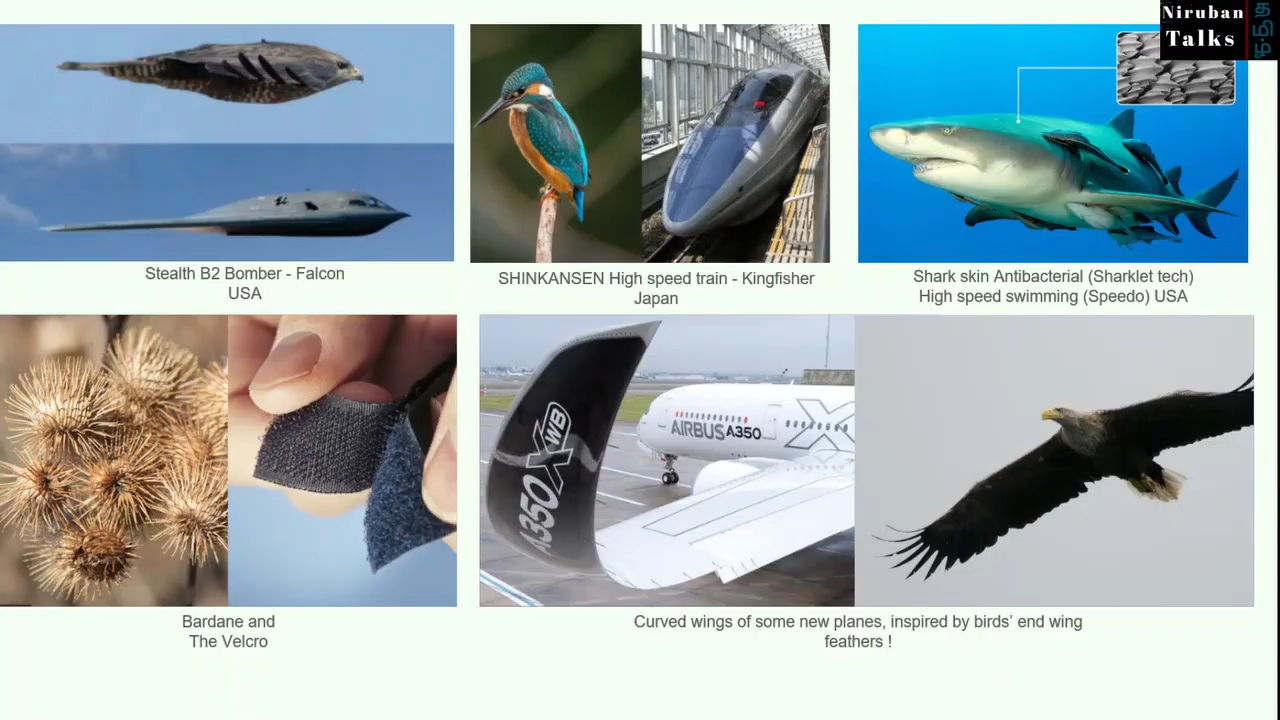 Niruban
Talks
த.மி.ந
Stealth B2 Bomber - Falcon
USA
SHINKANSEN High speed train - Kingfisher
Japan
Shark skin Antibacterial (Sharklet tech)
High speed swimming (Speedo) USA
A350 XWB
AIRBUS A350 X
Bardane and
The Velcro
Curved wings of some new planes, inspired by birds’ end wing
feathers !